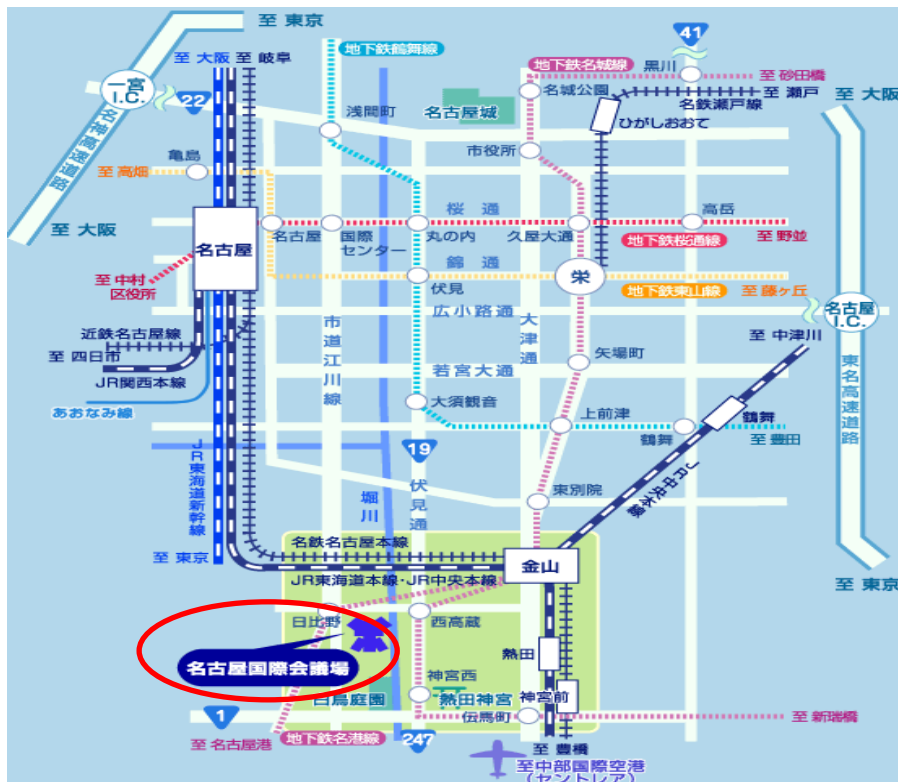 至 東京
至 大阪
至 岐阜
地下鉄鶴舞線
地下鉄名城線
41
黒川
至 砂田橋
一宮
I.C.
22
浅間町
名古屋城
名城公園
名鉄瀬戸線
至 瀬戸
至 大阪
ひがしおおて
名神高速道路
市役所
亀島
至 高畑
桜通
高岳
至 大阪
名古屋
名古屋
国際
センター
丸の内
久屋大通
地下鉄桜通線
至 野並
至 中村
区役所
錦通
栄
伏見
地下鉄東山線
至 藤ヶ丘
名古屋
I.C.
広小路通
近鉄名古屋線
至 四日市
JR関西本線
市道江川線
大津通
至 中津川
矢場町
若宮大通
東名高速道路
あおなみ線
大須観音
上前津
鶴舞
鶴舞
至 豊田
JR東海道新幹線
19
堀川
伏見通
JR中央本線
東別院
名鉄名古屋本線
至 東京
JR東海道本線・JR中央本線
金山
至 東京
日比野
西高蔵
名古屋国際会議場
熱田
神宮西
白鳥庭園
熱田神宮
神宮前
1
伝馬町
至 新瑞橋
至 名古屋港
地下鉄名港線
247
至 豊橋
至中部国際空港
(セントレア)